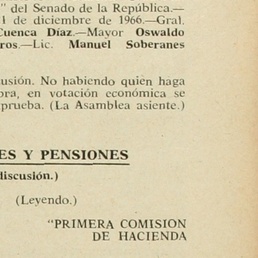 " del Senado de la República.—
1 de diciembre de 1966.—Gral.
Cuenca Díaz.—Mayor Oswaldo
ros.—Lic. Manuel Soberanes
usión. No habiendo quien haga
bra, en votación económica se
prueba. (La Asamblea asiente.)
ES Y PENSIONES
discusión.)
(Leyendo.)
"PRIMERA COMISION
DE HACIENDA